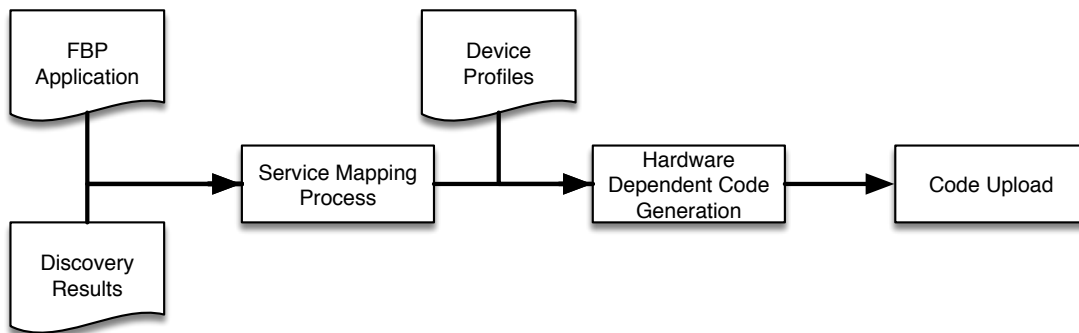 FBP
Application
Device
Profiles
Service Mapping
Process
Hardware
Dependent Code
Generation
Code Upload
Discovery
Results